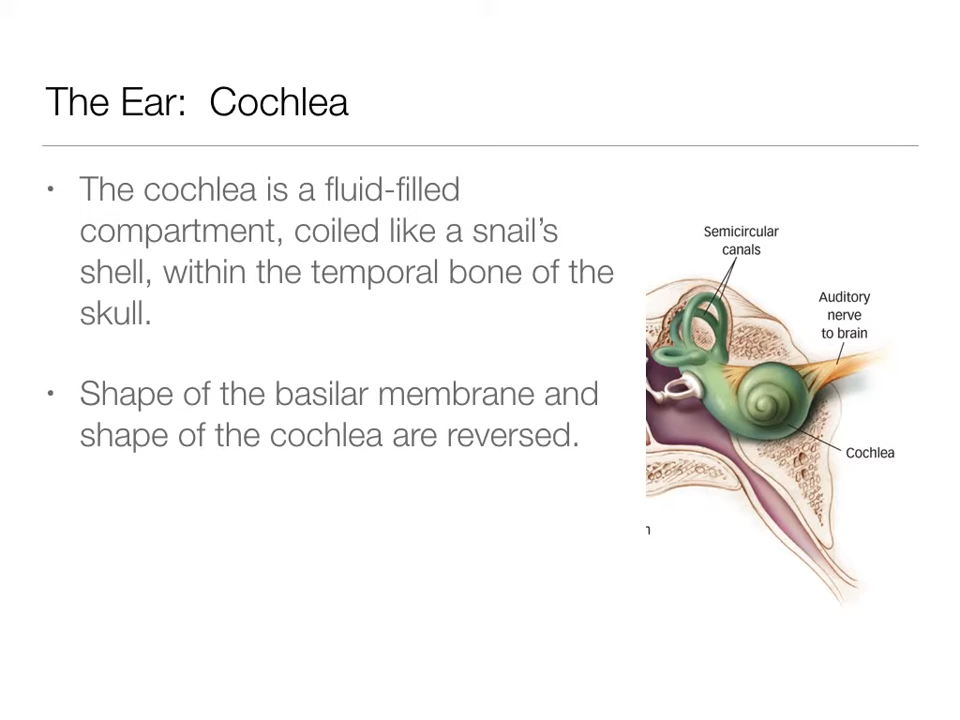 The Ear:  Cochlea
• The cochlea is a fluid-filled
compartment, coiled like a snail’s
shell, within the temporal bone of the
skull.
• Shape of the basilar membrane and
shape of the cochlea are reversed.
Semicircular
canals
Auditory
nerve
to brain
Cochlea